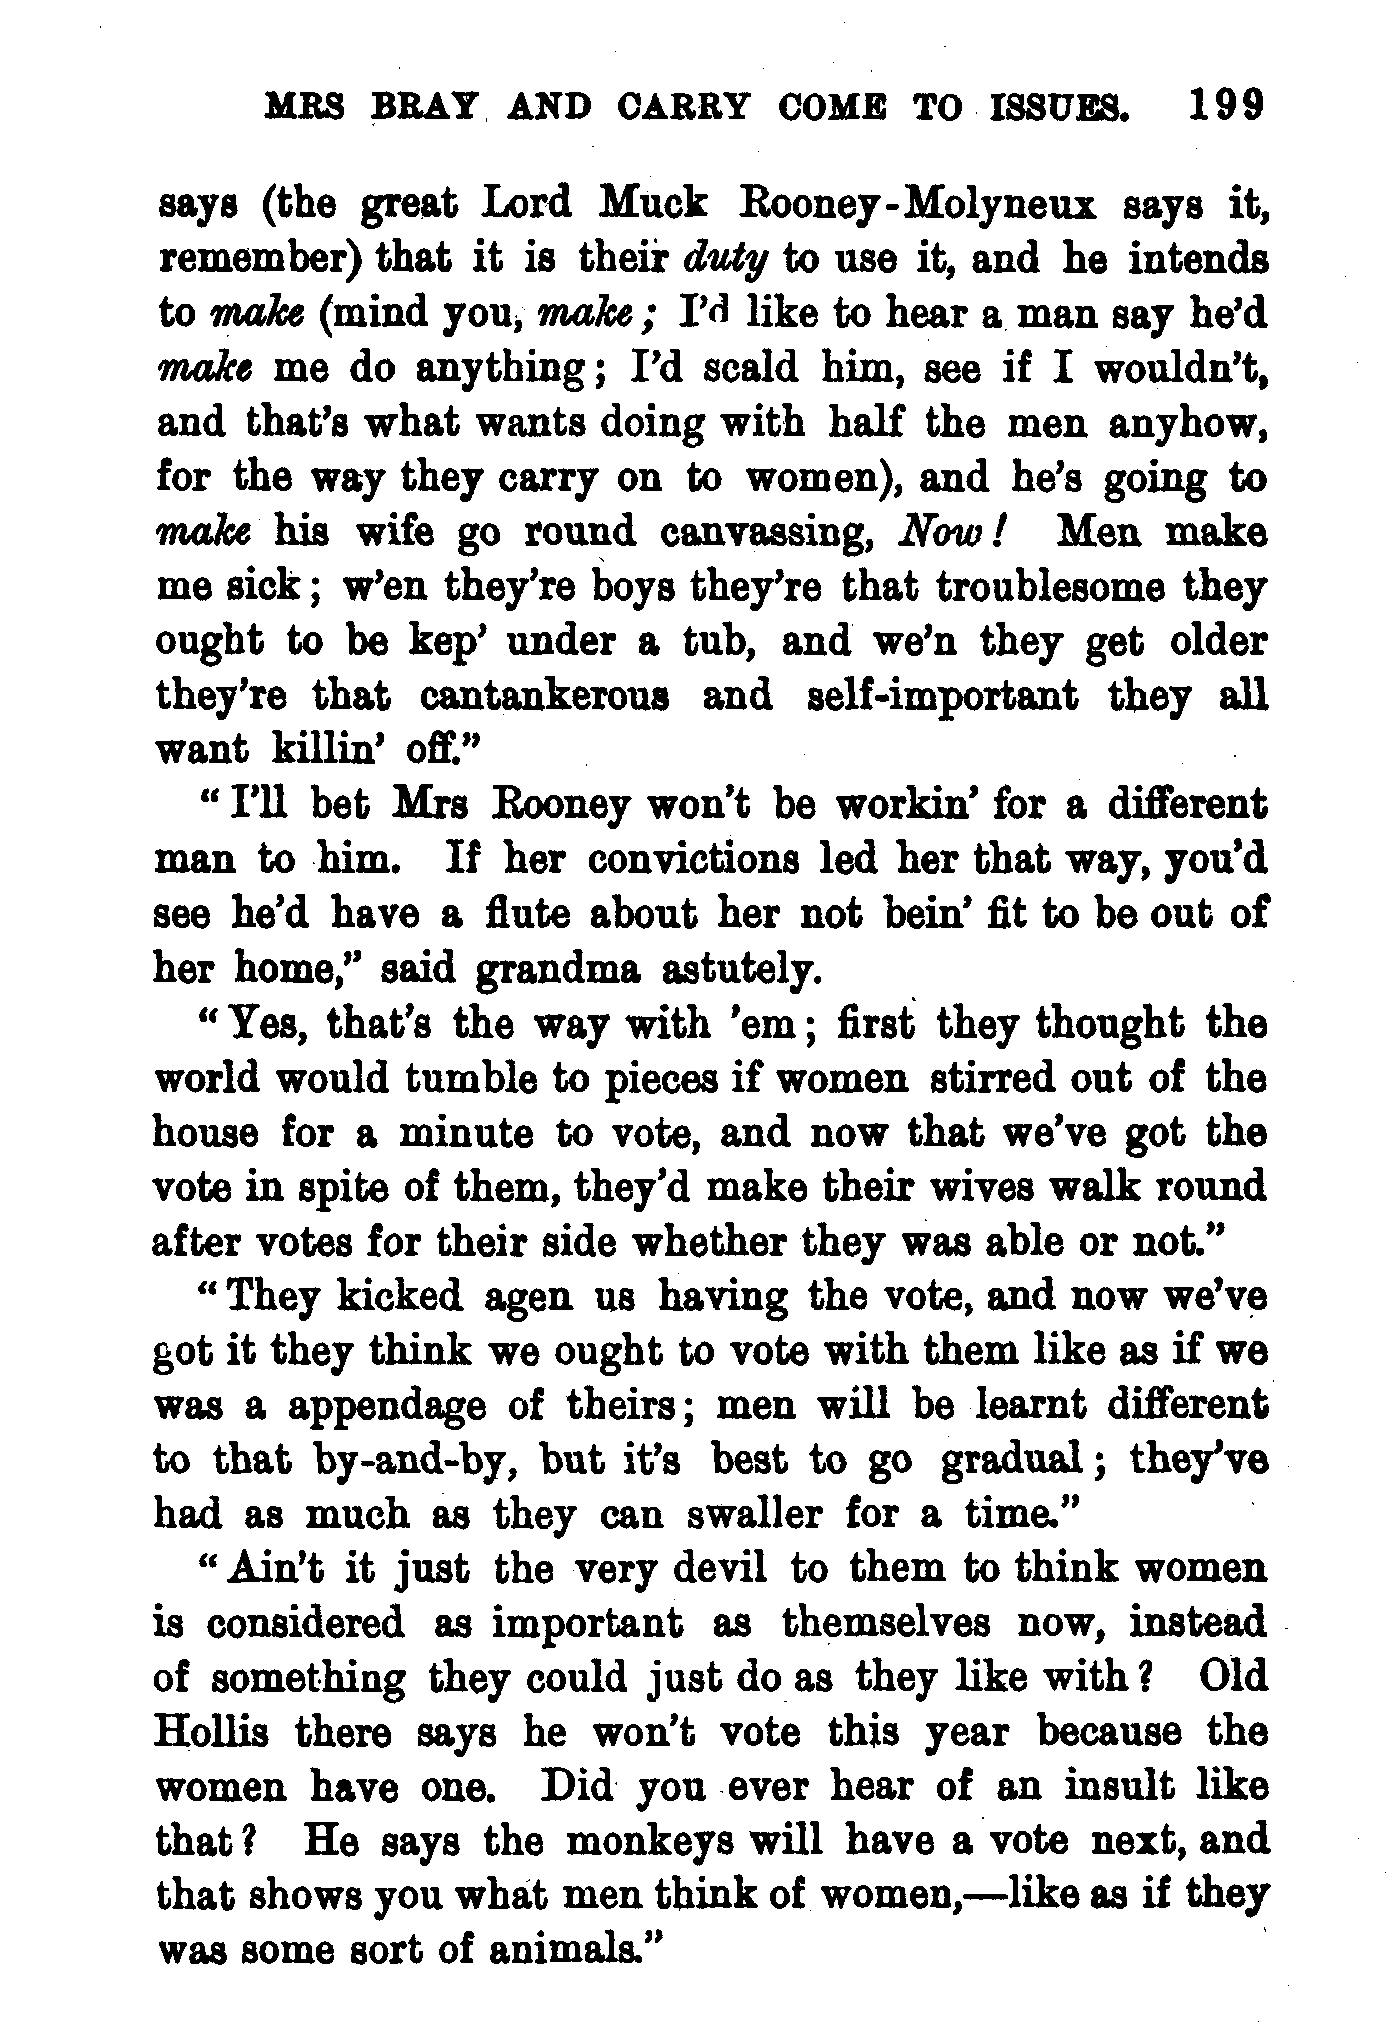 MRS BRAY AND CARRY COME TO ISSUES. 199
says (the great Lord Muck Rooney-Molyneux says it,
remember) that it is their duty to use it, and he intends
to make (mind you, make; I'd like to hear a man say he'd
make me do anything; I'd scald him, see if I wouldn't,
and that's what wants doing with half the men anyhow,
for the way they carry on to women), and he's going to
make his wife go round canvassing, Now! Men make
me sick; w'en they're boys they're that troublesome they
ought to be kep' under a tub, and we'n they get older
they're that cantankerous and self-important they all
want killin' off."
"I'll bet Mrs Rooney won't be workin' for a different
man to him. If her convictions led her that way, you'd
see he'd have a flute about her not bein' fit to be out of
her home," said grandma astutely.
"Yes, that's the way with 'em; first they thought the
world would tumble to pieces if women stirred out of the
house for a minute to vote, and now that we've got the
vote in spite of them, they'd make their wives walk round
after votes for their side whether they was able or not."
"They kicked agen us having the vote, and now we've
got it they think we ought to vote with them like as if we
was a appendage of theirs; men will be learnt different
to that by-and-by, but it's best to go gradual; they've
had as much as they can swaller for a time."
"Ain't it just the very devil to them to think women
is considered as important as themselves now, instead
of something they could just do as they like with? Old
Hollis there says he won't vote this year because the
women have one. Did you ever hear of an insult like
that? He says the monkeys will have a vote next, and
that shows you what men think of women,—like as if they
was some sort of animals."